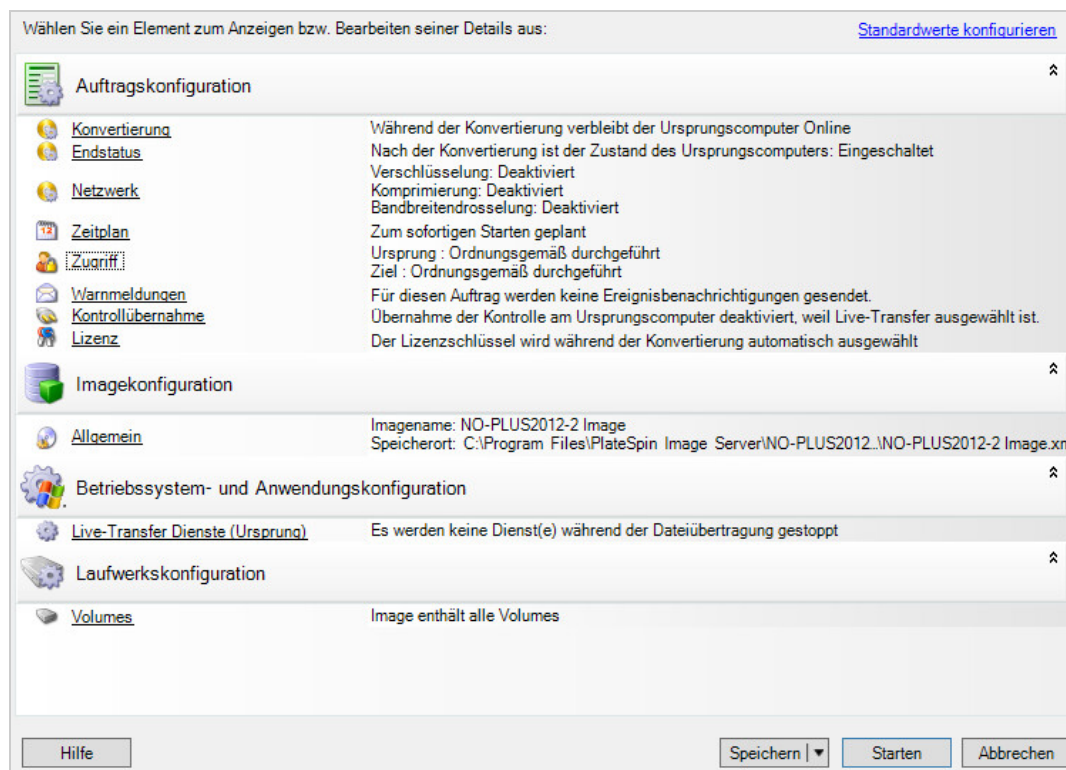 Wählen Sie ein Element zum Anzeigen bzw. Bearbeiten seiner Details aus: Standardwerte konfigurieren
Auftragskonfiguration
Konvertierung Während der Konvertierung verbleibt der Ursprungscomputer Online
Endstatus Nach der Konvertierung ist der Zustand des Ursprungscomputers: Eingeschaltet
Verschlüsselung: Deaktiviert
Netzwerk Komprimierung: Deaktiviert
Bandbreitendrosselung: Deaktiviert
12
Zeitplan Zum sofortigen Starten geplant
Zugriff Ursprung : Ordnungsgemäß durchgeführt
Ziel : Ordnungsgemäß durchgeführt
Warnmeldungen Für diesen Auftrag werden keine Ereignisbenachrichtigungen gesendet.
Kontrollübernahme Übernahme der Kontrolle am Ursprungscomputer deaktiviert, weil Live-Transfer ausgewählt ist.
Lizenz Der Lizenzschlüssel wird während der Konvertierung automatisch ausgewählt
Imagekonfiguration
Allgemein Imagename: NO-PLUS2012-2 Image
Speicherort: C:\Program Files\PlateSpin Image Server\NO-PLUS2012..\NO-PLUS2012-2 Image.xm
Betriebssystem- und Anwendungskonfiguration
Live-Transfer Dienste (Ursprung) Es werden keine Dienst(e) während der Dateiübertragung gestoppt
Laufwerkskonfiguration
Volumes Image enthält alle Volumes
Hilfe Speichern Starten Abbrechen